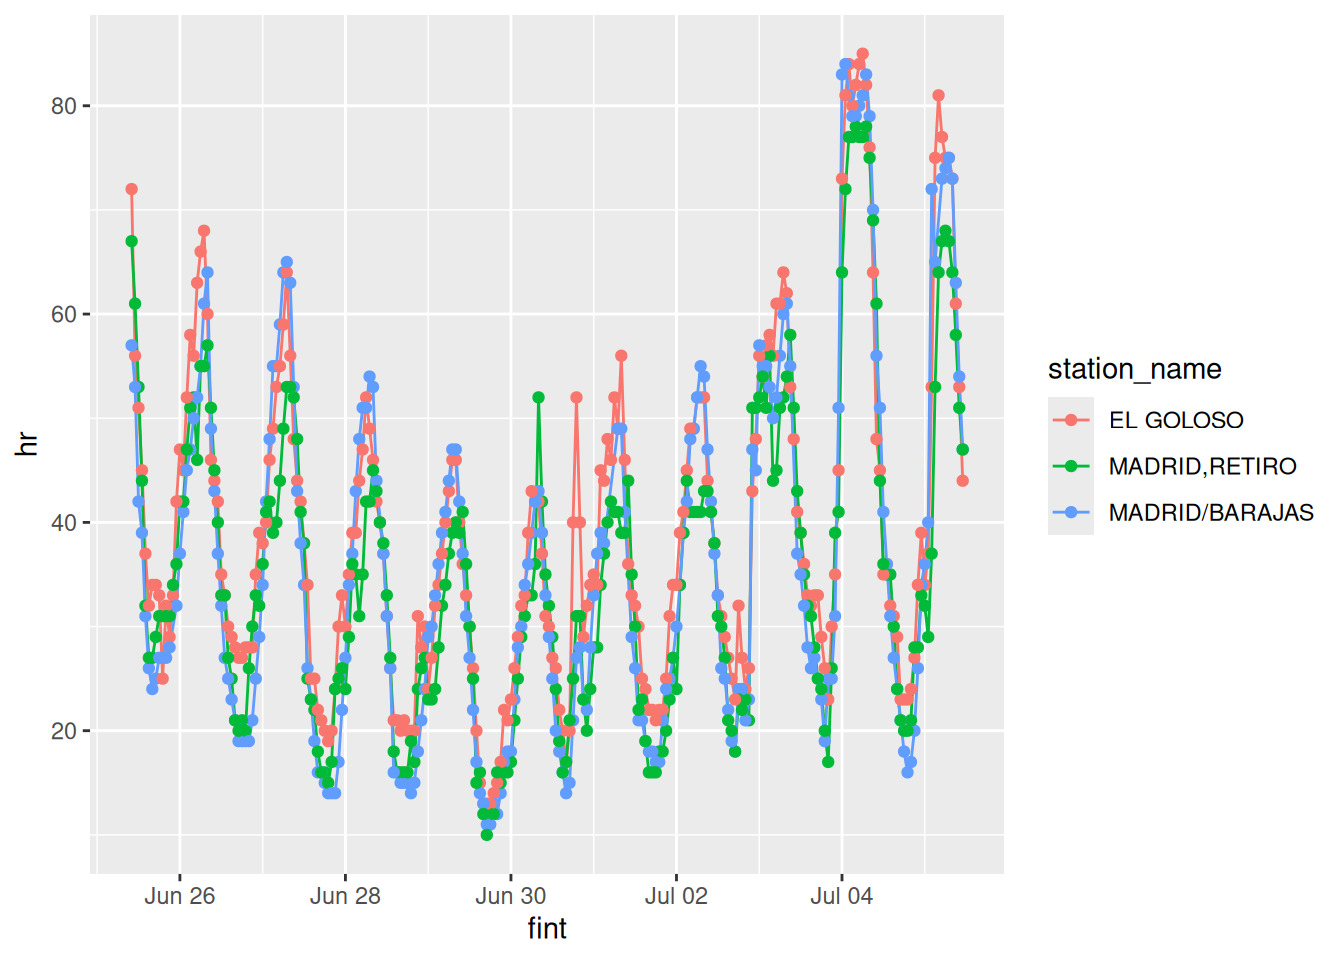 80
60
40
20
hr
Jun 26
Jun 28
Jun 30
Jul 02
Jul 04
fint
station_name
EL GOLOSO
MADRID,RETIRO
MADRID/BARAJAS